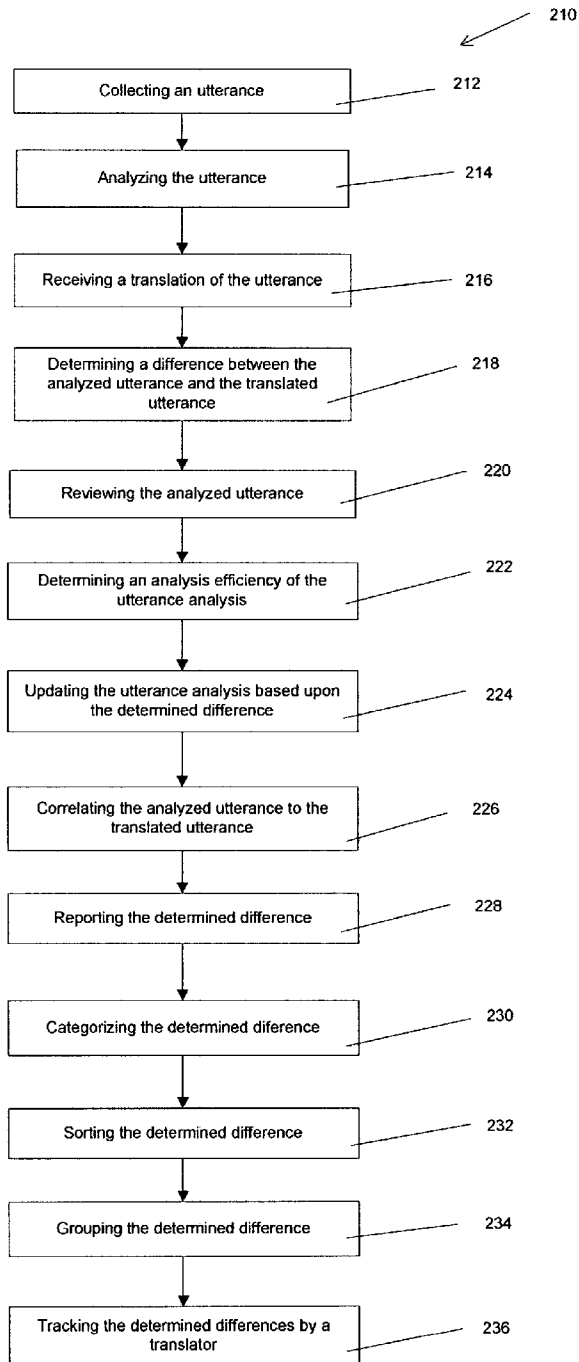 210
Collecting an utterance
212
Analyzing the utterance
214
Receiving a translation of the utterance
216
Determining a difference between the
analyzed utterance and the translated
utterance
218
Reviewing the analyzed utterance
220
Determining an analysis efficiency of the
utterance analysis
222
Updating the utterance analysis based upon
the determined difference
224
Correlating the analyzed utterance to the
translated utterance
226
Reporting the determined difference
228
Categorizing the determined diference
230
Sorting the determined difference
232
Grouping the determined difference
234
Tracking the determined differences by a
translator
236